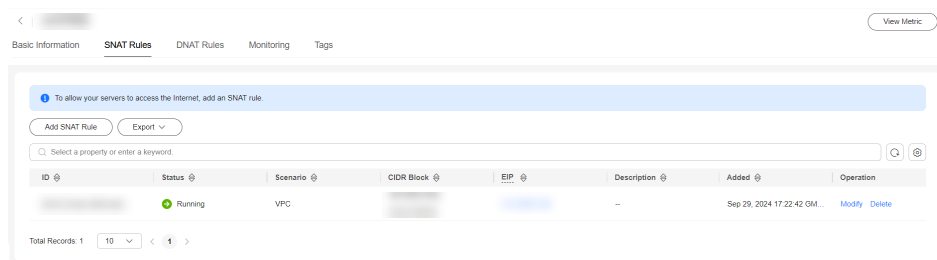 View Metric
Basic Information SNAT Rules DNAT Rules Monitoring Tags
To allow your servers to access the Internet, add an SNAT rule.
Add SNAT Rule Export
Select a property or enter a keyword.
ID Status Scenario CIDR Block EIP Description Added Operation
Running VPC -- Sep 29, 2024 17:22:42 GM... Modify Delete
Total Records: 1 10 < 1 >